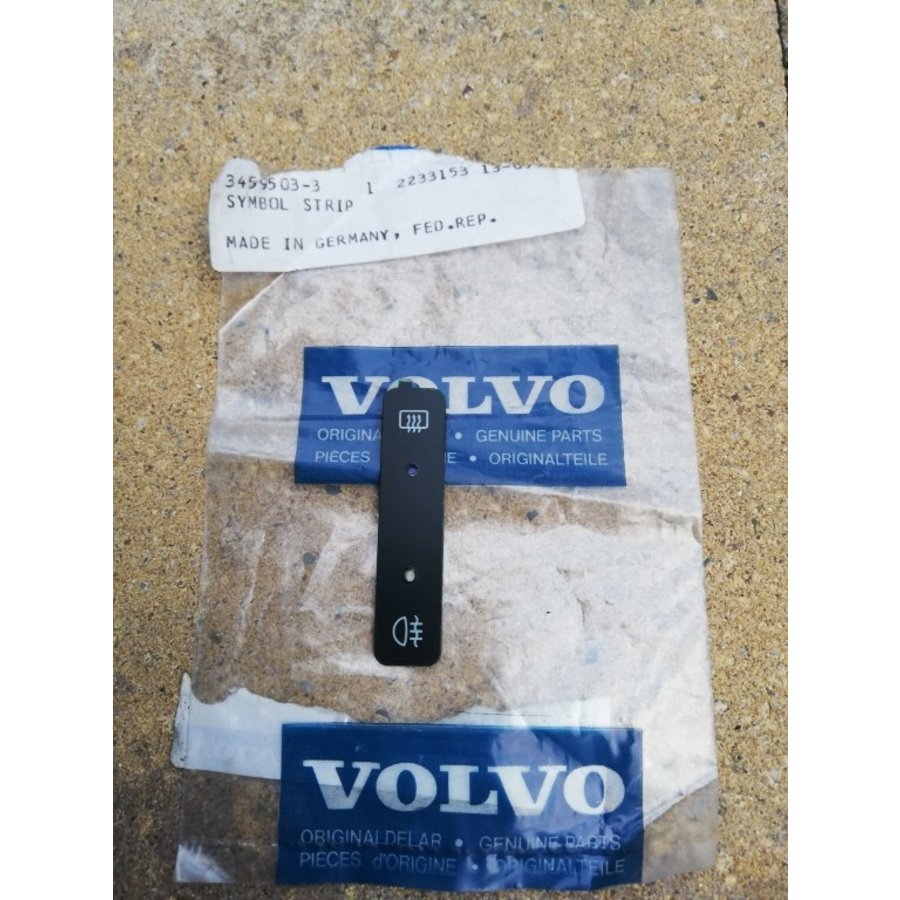 3459503-3 1 2233153
SYMBOL STRIP
MADE IN GERMANY, FED.REP.
VOLVO
GENUINE PARTS
PIÈCES • ORIGINALTEILE
VOLVO
ORIGINALDELAR • GENUINE PARTS
PIÈCES d'ORIGINE • ORIGINALTEILE